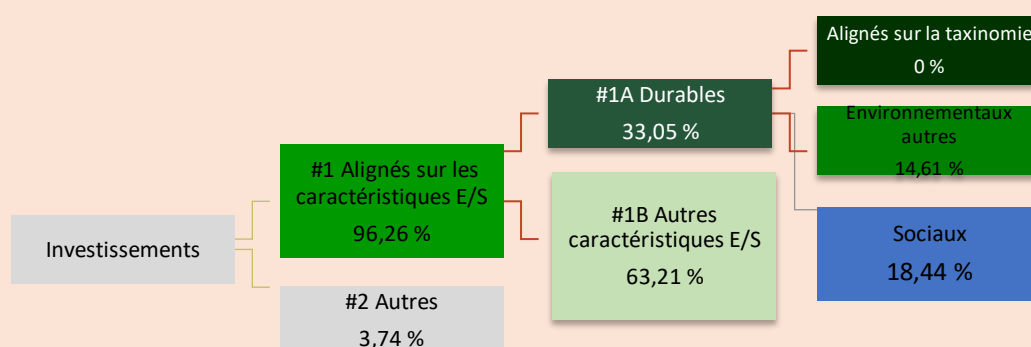 Investissements
#1 Alignés sur les
caractéristiques E/S
96,26 %
#2 Autres
3,74 %
#1A Durables
33,05 %
#1B Autres
caractéristiques E/S
63,21 %
Alignés sur la taxinomie
0 %
Environnementaux
autres
14,61 %
Sociaux
18,44 %